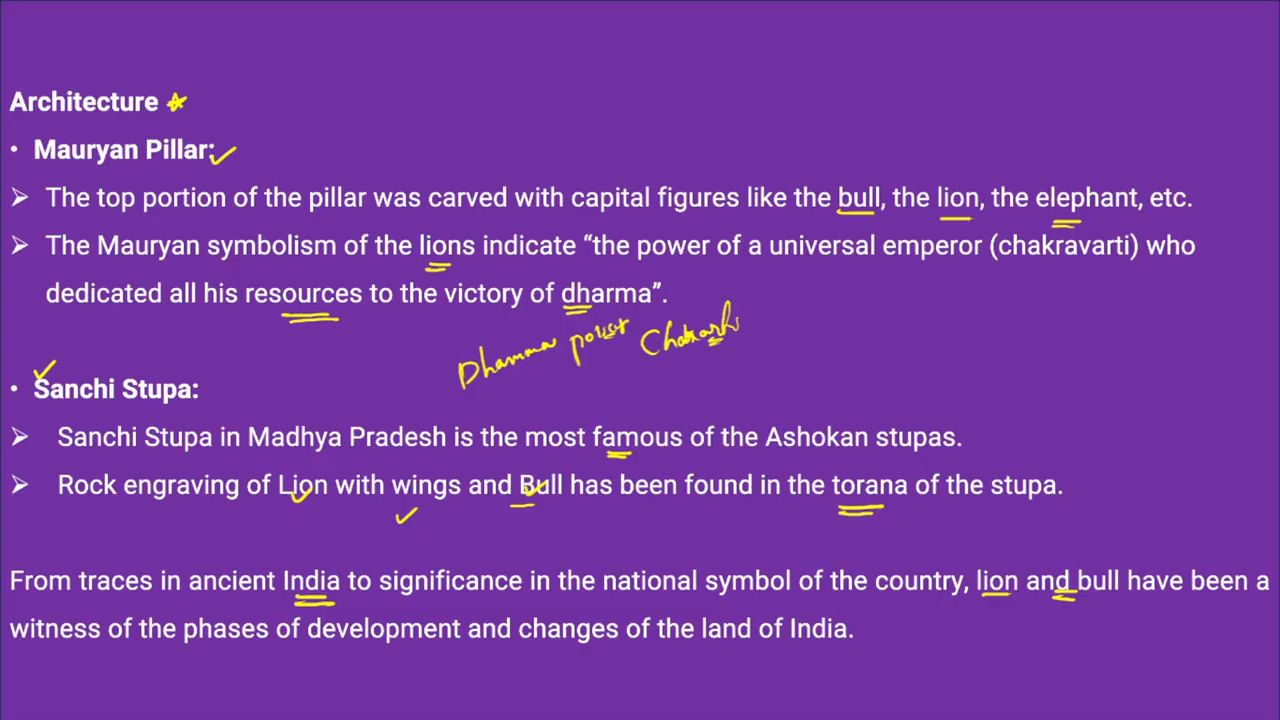 Architecture
• Mauryan Pillar:
➢ The top portion of the pillar was carved with capital figures like the bull, the lion, the elephant, etc.
➢ The Mauryan symbolism of the lions indicate “the power of a universal emperor (chakravarti) who
dedicated all his resources to the victory of dharma”.
Dhamma policy
• Sanchi Stupa:
➢ Sanchi Stupa in Madhya Pradesh is the most famous of the Ashokan stupas.
➢ Rock engraving of Lion with wings and Bull has been found in the torana of the stupa.
From traces in ancient India to significance in the national symbol of the country, lion and bull have been a
witness of the phases of development and changes of the land of India.